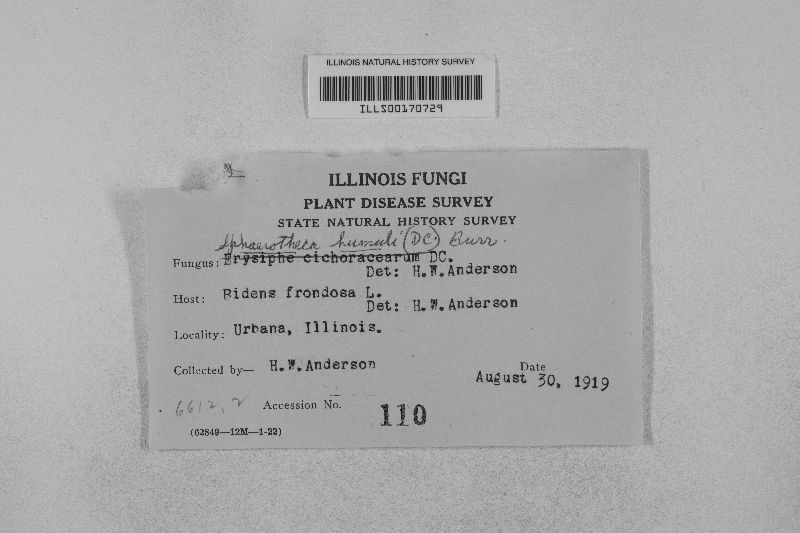 ILLINOIS NATURAL HISTORY SURVEY
ILLS00170729
ILLINOIS FUNGI
PLANT DISEASE SURVEY
STATE NATURAL HISTORY SURVEY
Sphaerotheca humuli (DC.) Burr.
Fungus: Erysiphe cichoracearum DC.
Det: H.W.Anderson
Host: Bidens frondosa L.
Det: H.W.Anderson
Locality: Urbana, Illinois.
Collected by— H.W.Anderson
Date
August 30, 1919
6612,2 Accession No. 110
(62849—12M—1-22)